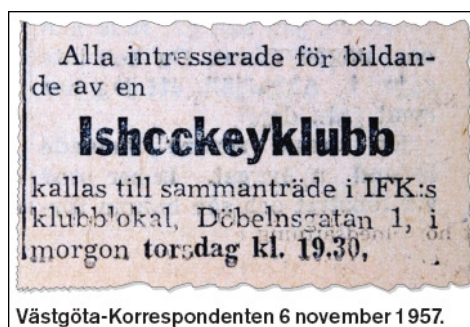 Alla intresserade för bildan-
de av en
Ishockeyklubb
kallas till sammanträde i IFK:s
klubblokal, Döbelnsgatan 1, i
morgon torsdag kl. 19.30,
Västgöta-Korrespondenten 6 november 1957.